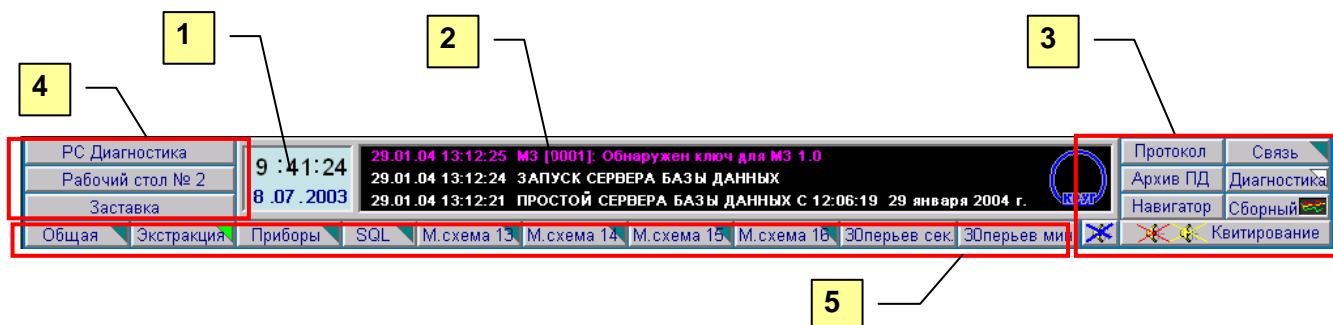 1
2
3
4
РС Диагностика
Рабочий стол № 2
Заставка
9 :41:24
8 .07 .2003
29.01.04 13:12:25 МЗ [0001]: Обнаружен ключ для МЗ 1.0
29.01.04 13:12:24 ЗАПУСК СЕРВЕРА БАЗЫ ДАННЫХ
29.01.04 13:12:21 ПРОСТОЙ СЕРВЕРА БАЗЫ ДАННЫХ С 12:06:19 29 января 2004 г.
КРУГ
Протокол Связь
Архив ПД Диагностика
Навигатор Сборный
Общая Экстракция Приборы SQL М.схема 13 М.схема 14 М.схема 15 М.схема 16 30перьев сек. 30перьев мин Квитирование
5